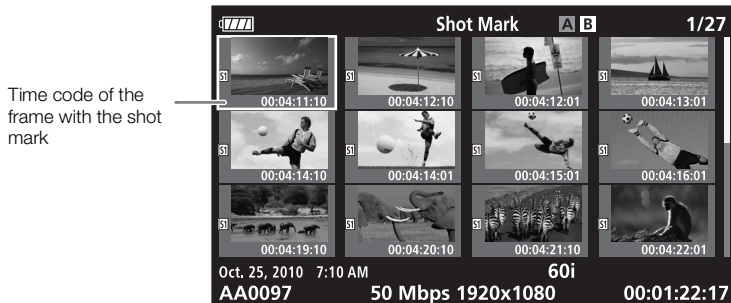 Shot Mark A B 1/27
Time code of the
frame with the shot
mark
S1 S1 S1 S1
00:04:11:10 00:04:12:10 00:04:12:01 00:04:13:01
S1 S1 S1 S1
00:04:14:10 00:04:14:01 00:04:15:01 00:04:16:01
S1 S1 S1 S1
00:04:19:10 00:04:20:10 00:04:21:10 00:04:22:01
Oct. 25, 2010 7:10 AM 60i
AA0097 50 Mbps 1920x1080 00:01:22:17